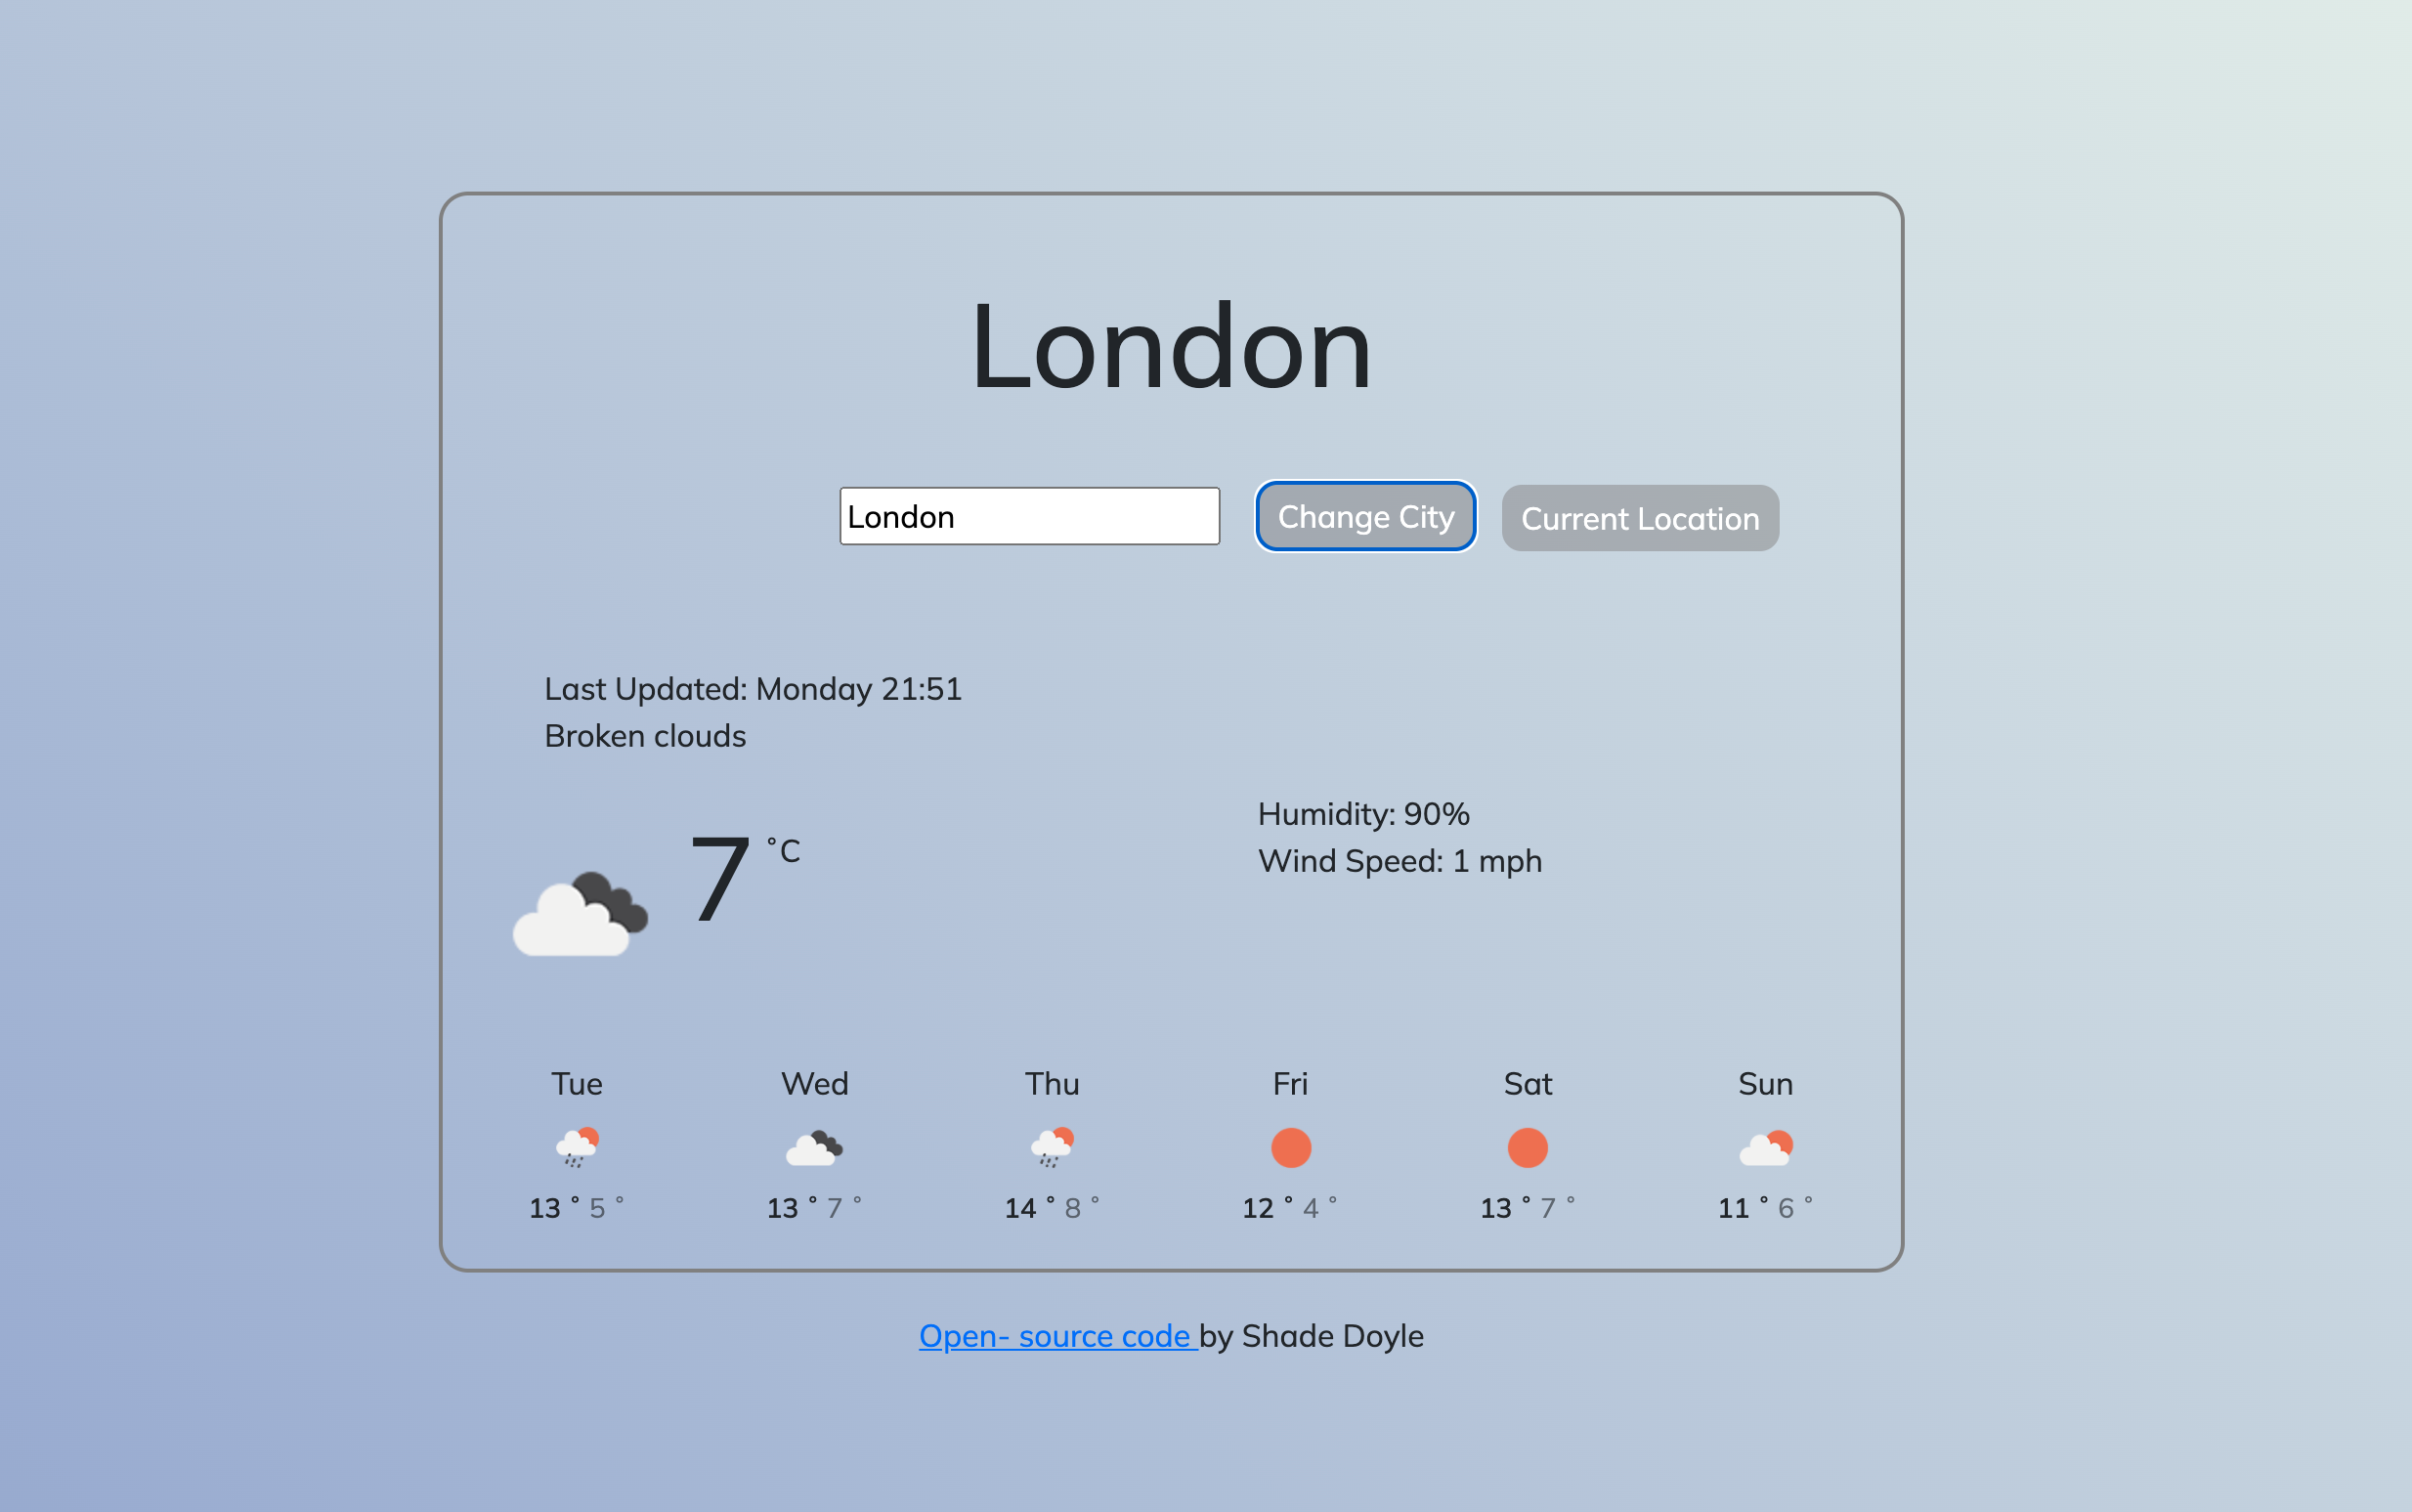 London
London Change City Current Location
Last Updated: Monday 21:51
Broken clouds
7 °C
Humidity: 90%
Wind Speed: 1 mph
Tue Wed Thu Fri Sat Sun
13 ° 5 ° 13 ° 7 ° 14 ° 8 ° 12 ° 4 ° 13 ° 7 ° 11 ° 6 °
Open- source code by Shade Doyle